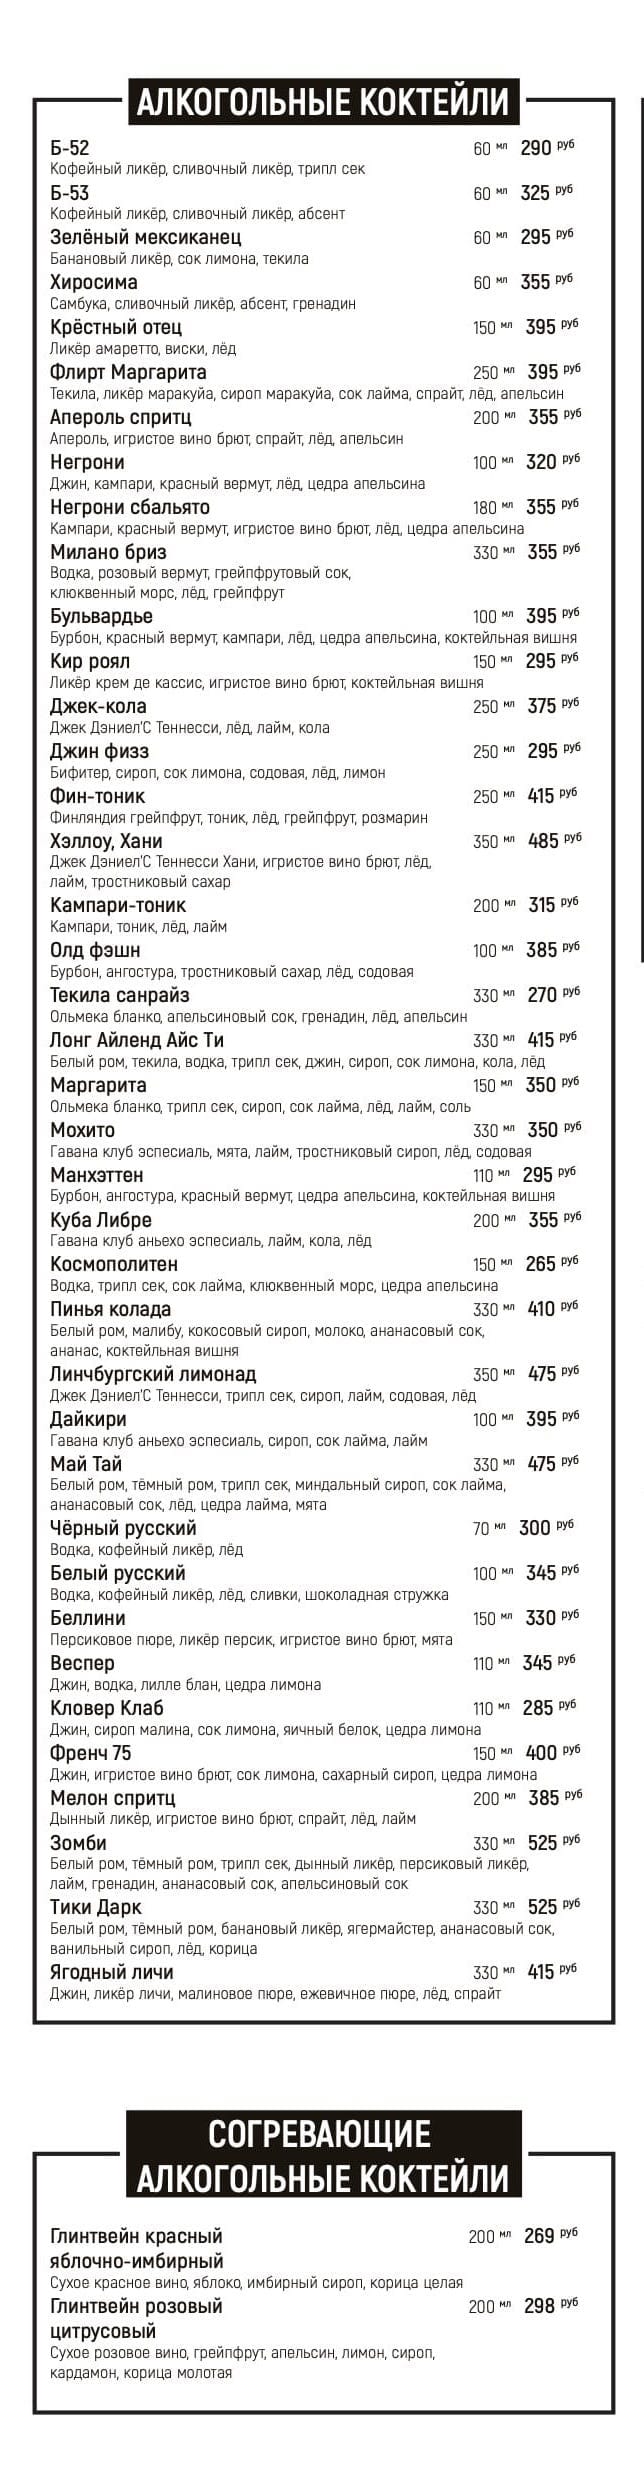 АЛКОГОЛЬНЫЕ КОКТЕЙЛИ
Б-52 60 мл 290 руб
Кофейный ликёр, сливочный ликёр, трипл сек
Б-53 60 мл 325 руб
Кофейный ликёр, сливочный ликёр, абсент
Зелёный мексиканец 60 мл 295 руб
Банановый ликёр, сок лимона, текила
Хиросима 60 мл 355 руб
Самбука, сливочный ликёр, абсент, гренадин
Крёстный отец 150 мл 395 руб
Ликёр амаретто, виски, лёд
Флирт Маргарита 250 мл 395 руб
Текила, ликёр маракуйа, сироп маракуйа, сок лайма, спрайт, лёд, апельсин
Апероль спритц 200 мл 355 руб
Апероль, игристое вино брют, спрайт, лёд, апельсин
Негрони 100 мл 320 руб
Джин, кампари, красный вермут, лёд, цедра апельсина
Негрони сбальято 180 мл 355 руб
Кампари, красный вермут, игристое вино брют, лёд, цедра апельсина
Милано бриз 330 мл 355 руб
Водка, розовый вермут, грейпфрутовый сок,
клюквенный морс, лёд, грейпфрут
Бульвардье 100 мл 395 руб
Бурбон, красный вермут, кампари, лёд, цедра апельсина, коктейльная вишня
Кир роял 150 мл 295 руб
Ликёр крем де кассис, игристое вино брют, коктейльная вишня
Джек-кола 250 мл 375 руб
Джек Дэниел'С Теннесси, лёд, лайм, кола
Джин физз 250 мл 295 руб
Бифитер, сироп, сок лимона, содовая, лёд, лимон
Фин-тоник 250 мл 415 руб
Финляндия грейпфрут, тоник, лёд, грейпфрут, розмарин
Хэллоу, Хани 350 мл 485 руб
Джек Дэниел'С Теннесси Хани, игристое вино брют, лёд,
лайм, тростниковый сахар
Кампари-тоник 200 мл 315 руб
Кампари, тоник, лёд, лайм
Олд фэшн 100 мл 385 руб
Бурбон, ангостура, тростниковый сахар, лёд, содовая
Текила санрайз 330 мл 270 руб
Ольмека бланко, апельсиновый сок, гренадин, лёд, апельсин
Лонг Айленд Айс Ти 330 мл 415 руб
Белый ром, текила, водка, трипл сек, джин, сироп, сок лимона, кола, лёд
Маргарита 150 мл 350 руб
Ольмека бланко, трипл сек, сироп, сок лайма, лёд, лайм, соль
Мохито 330 мл 350 руб
Гавана клуб эспесиаль, мята, лайм, тростниковый сироп, лёд, содовая
Манхэттен 110 мл 295 руб
Бурбон, ангостура, красный вермут, цедра апельсина, коктейльная вишня
Куба Либре 200 мл 355 руб
Гавана клуб аньехо эспесиаль, лайм, кола, лёд
Космополитен 150 мл 265 руб
Водка, трипл сек, сок лайма, клюквенный морс, цедра апельсина
Пинья колада 330 мл 410 руб
Белый ром, малибу, кокосовый сироп, молоко, ананасовый сок,
ананас, коктейльная вишня
Линчбургский лимонад 350 мл 475 руб
Джек Дэниел'С Теннесси, трипл сек, сироп, лайм, содовая, лёд
Дайкири 100 мл 395 руб
Гавана клуб аньехо эспесиаль, сироп, сок лайма, лайм
Май Тай 330 мл 475 руб
Белый ром, тёмный ром, трипл сек, миндальный сироп, сок лайма,
ананасовый сок, лёд, цедра лайма, мята
Чёрный русский 70 мл 300 руб
Водка, кофейный ликёр, лёд
Белый русский 100 мл 345 руб
Водка, кофейный ликёр, лёд, сливки, шоколадная стружка
Беллини 150 мл 330 руб
Персиковое пюре, ликёр персик, игристое вино брют, мята
Веспер 110 мл 345 руб
Джин, водка, лилле блан, цедра лимона
Кловер Клаб 110 мл 285 руб
Джин, сироп малина, сок лимона, яичный белок, цедра лимона
Френч 75 150 мл 400 руб
Джин, игристое вино брют, сок лимона, сахарный сироп, цедра лимона
Мелон спритц 200 мл 385 руб
Дынный ликёр, игристое вино брют, спрайт, лёд, лайм
Зомби 330 мл 525 руб
Белый ром, тёмный ром, трипл сек, дынный ликёр, персиковый ликёр,
лайм, гренадин, ананасовый сок, апельсиновый сок
Тики Дарк 330 мл 525 руб
Белый ром, тёмный ром, банановый ликёр, ягермайстер, ананасовый сок,
ванильный сироп, лёд, корица
Ягодный личи 330 мл 415 руб
Джин, ликёр личи, малиновое пюре, ежевичное пюре, лёд, спрайт
СОГРЕВАЮЩИЕ
АЛКОГОЛЬНЫЕ КОКТЕЙЛИ
Глинтвейн красный 200 мл 269 руб
яблочно-имбирный
Сухое красное вино, яблоко, имбирный сироп, корица целая
Глинтвейн розовый 200 мл 298 руб
цитрусовый
Сухое розовое вино, грейпфрут, апельсин, лимон, сироп,
кардамон, корица молотая